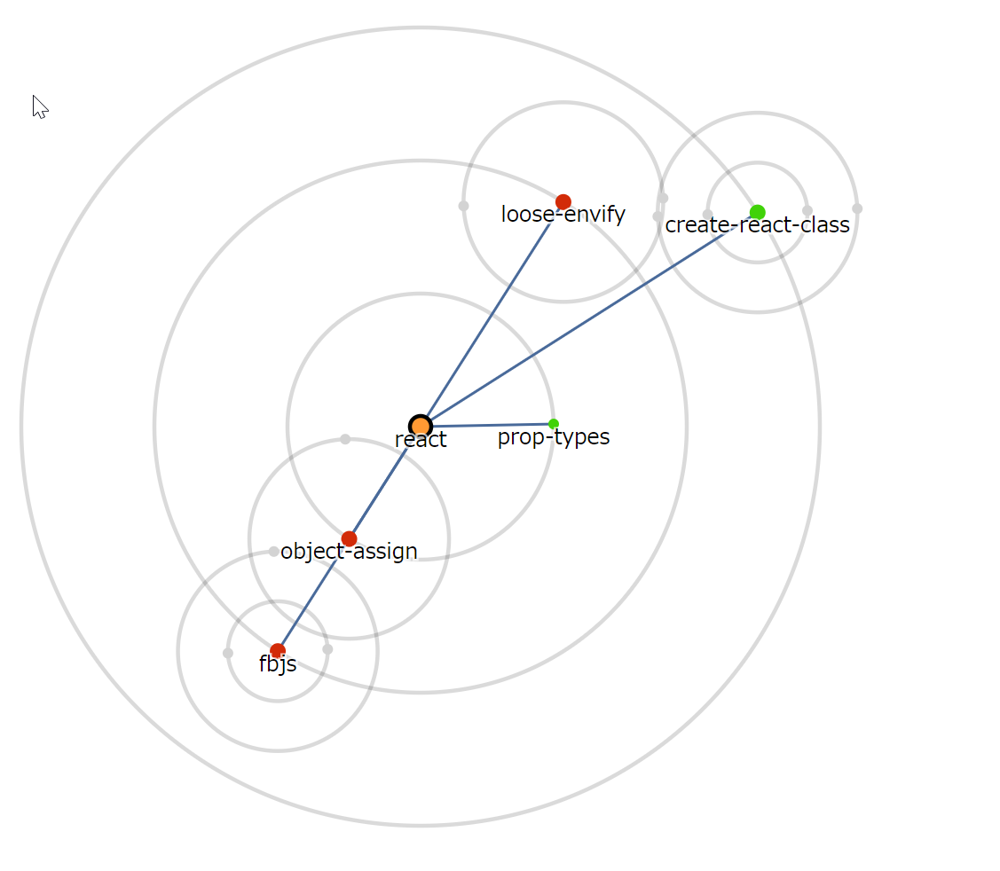 loose-envify
create-react-class
react
prop-types
object-assign
fbjs